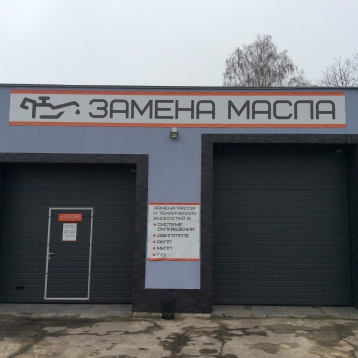 ЗАМЕНА МАСЛА
ЗАМЕНА МАСЛА
И ТЕХНИЧЕСКИХ
ЖИДКОСТЕЙ В:
СИСТЕМЕ
ОХЛАЖДЕНИЯ
ДВИГАТЕЛЕ
АКПП
МКПП
ГУР